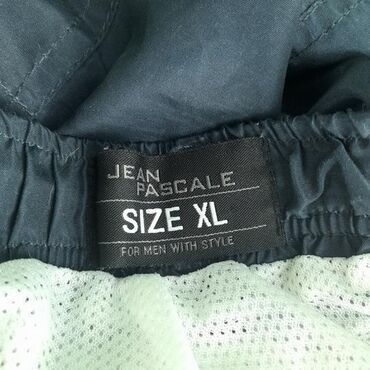 JEAN
PASCALE
SIZE XL
FOR MEN WITH STYLE